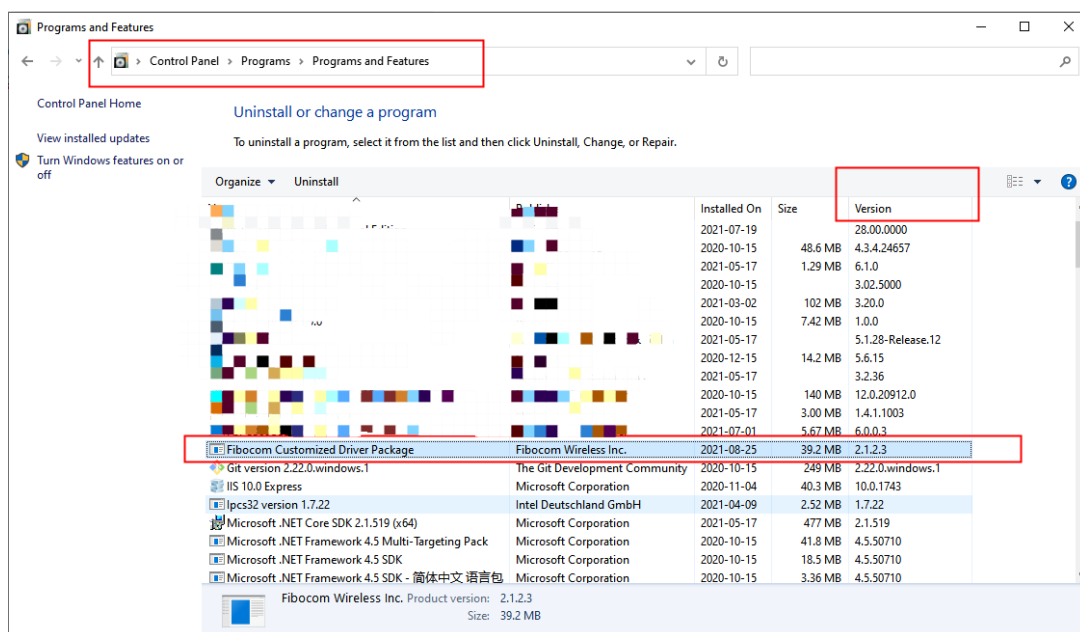 Programs and Features
Control Panel > Programs > Programs and Features
Control Panel Home
View installed updates
Turn Windows features on or
off
Uninstall or change a program
To uninstall a program, select it from the list and then click Uninstall, Change, or Repair.
Organize Uninstall
Installed On Size Version
2021-07-19 28.00.0000
2020-10-15 48.6 MB 4.3.4.24657
2021-05-17 1.29 MB 6.1.0
2020-10-15 3.02.5000
2021-03-02 102 MB 3.20.0
2020-10-15 7.42 MB 1.0.0
2021-05-17 5.1.28-Release.12
2020-12-15 14.2 MB 5.6.15
2021-05-17 3.2.36
2020-10-15 140 MB 12.0.20912.0
2021-05-17 3.00 MB 1.4.1.1003
2021-07-01 5.67 MB 6.0.0.3
Fibocom Customized Driver Package Fibocom Wireless Inc. 2021-08-25 39.2 MB 2.1.2.3
Git version 2.22.0.windows.1 The Git Development Community 2020-10-15 249 MB 2.22.0.windows.1
IIS 10.0 Express Microsoft Corporation 2020-11-04 40.3 MB 10.0.1743
Ipcs32 version 1.7.22 Intel Deutschland GmbH 2021-04-09 2.52 MB 1.7.22
Microsoft .NET Core SDK 2.1.519 (x64) Microsoft Corporation 2021-05-17 477 MB 2.1.519
Microsoft .NET Framework 4.5 Multi-Targeting Pack Microsoft Corporation 2020-10-15 41.8 MB 4.5.50710
Microsoft .NET Framework 4.5 SDK Microsoft Corporation 2020-10-15 18.5 MB 4.5.50710
Microsoft .NET Framework 4.5 SDK - 简体中文 语言包 Microsoft Corporation 2020-10-15 3.36 MB 4.5.50710
Fibocom Wireless Inc. Product version: 2.1.2.3
Size: 39.2 MB